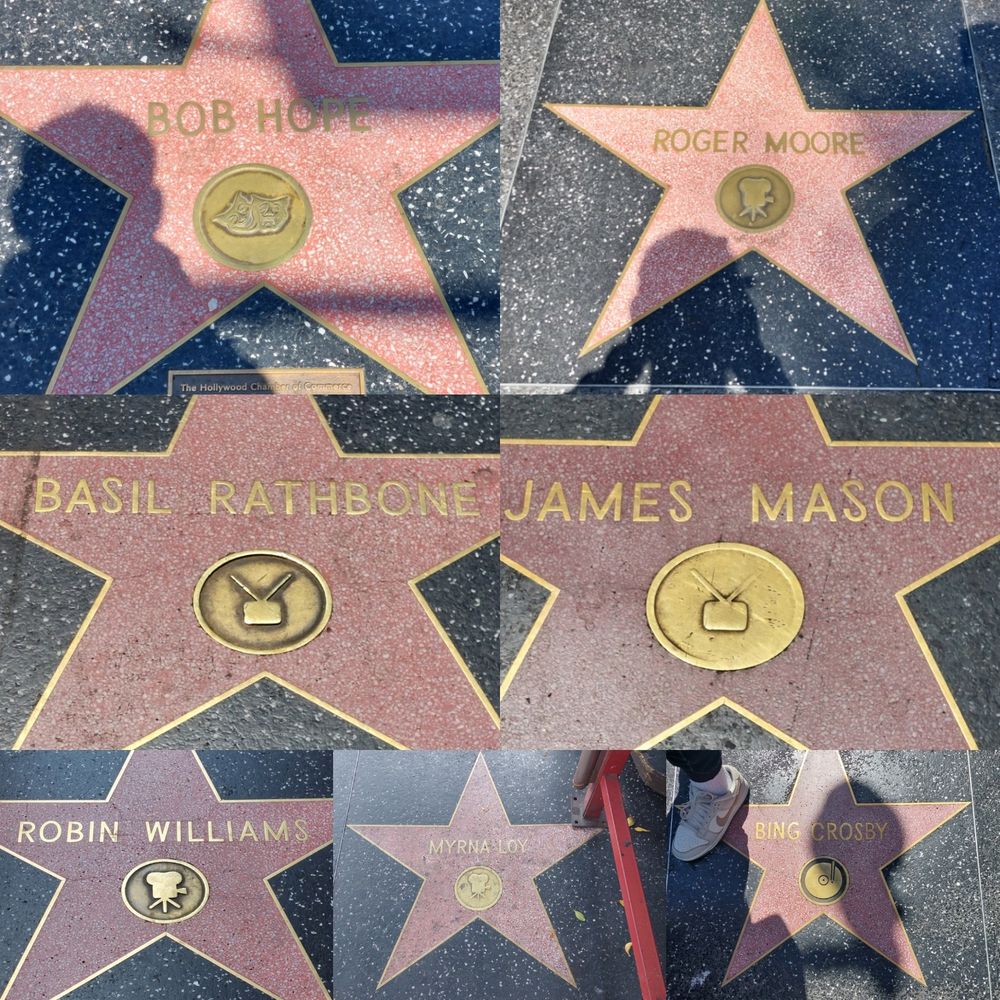 BOB HOPE
The Hollywood Chamber of Commerce
ROGER MOORE
BASIL RATHBONE
JAMES MASON
ROBIN WILLIAMS
MYRNA LOY
BING CROSBY